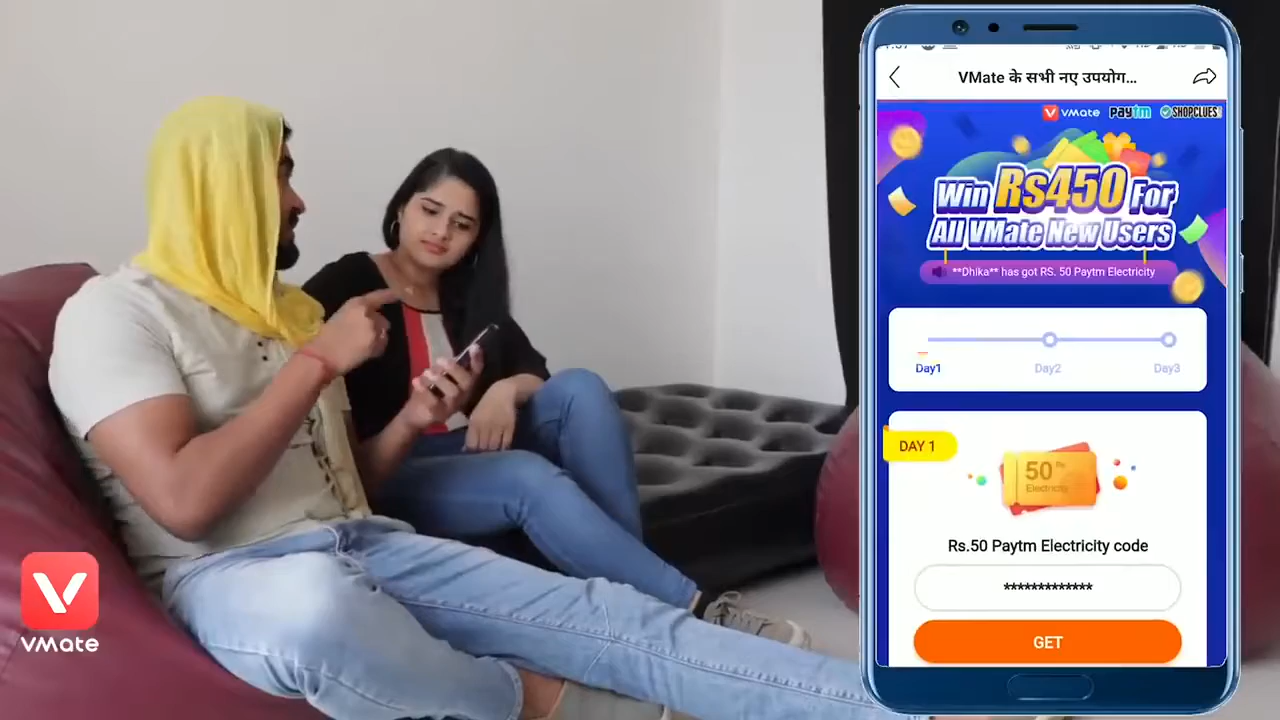 VMate के सभी नए उपयोग...
VMate Paytm SHOPCLUES
Win Rs450 For
All VMate New Users
**Dhika** has got RS. 50 Paytm Electricity
Day1 Day2 Day3
DAY 1
50 Rs
Electricity
Rs.50 Paytm Electricity code
*************
GET
VMate